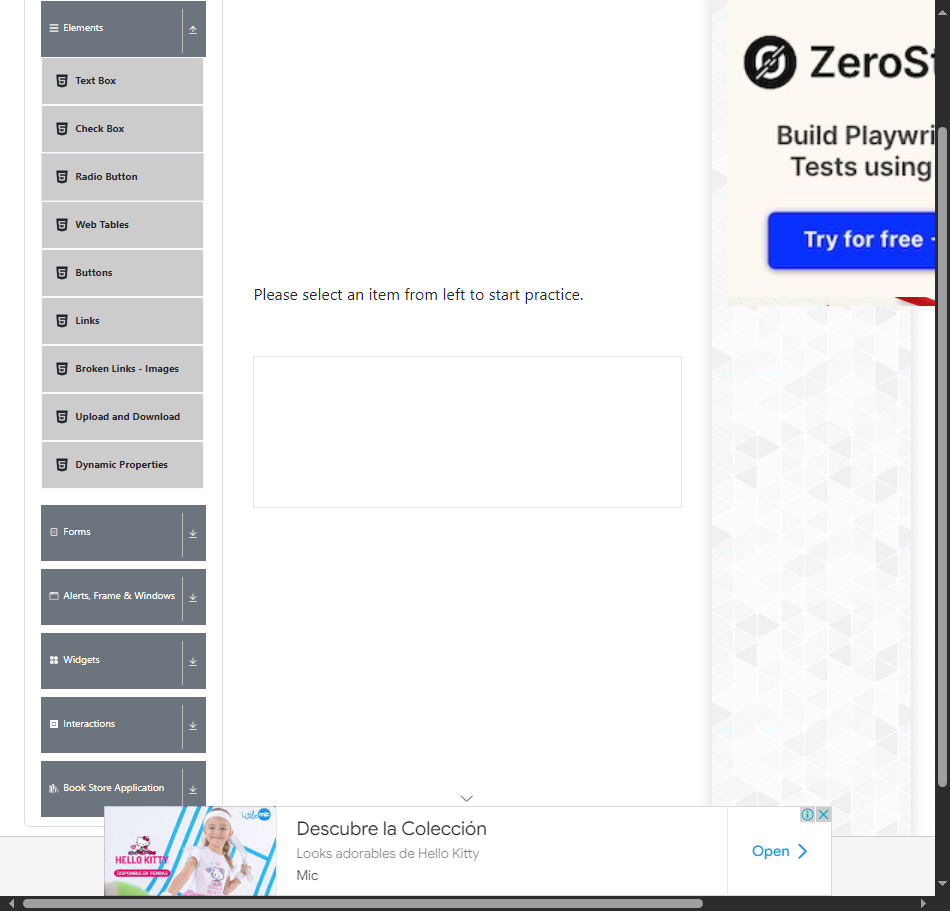 Elements
Text Box
Check Box
Radio Button
Web Tables
Buttons
Links
Broken Links - Images
Upload and Download
Dynamic Properties
Forms
Alerts, Frame & Windows
Widgets
Interactions
Book Store Application
Please select an item from left to start practice.
ZeroSt
Build Playwri
Tests using
Try for free
HELLO KITTY
DISPONIBLE EN TIENDAS
Descubre la Colección
Looks adorables de Hello Kitty
Mic
Open